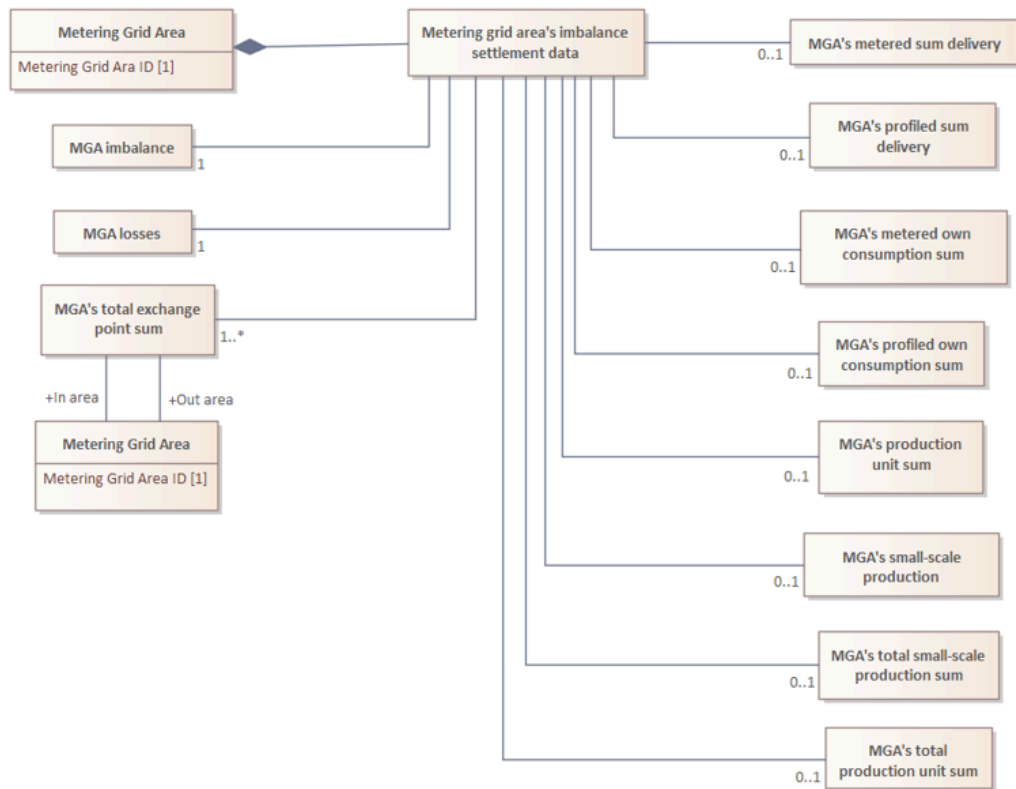 Metering Grid Area
Metering Grid Ara ID [1]
Metering grid area's imbalance
settlement data
MGA's metered sum delivery
0..1
MGA's profiled sum
delivery
0..1
MGA imbalance
1
MGA losses
1
MGA's metered own
consumption sum
0..1
MGA's total exchange
point sum
1..*
MGA's profiled own
consumption sum
0..1
+In area
+Out area
Metering Grid Area
Metering Grid Area ID [1]
MGA's production
unit sum
0..1
MGA's small-scale
production
0..1
MGA's total small-scale
production sum
0..1
MGA's total
production unit sum
0..1